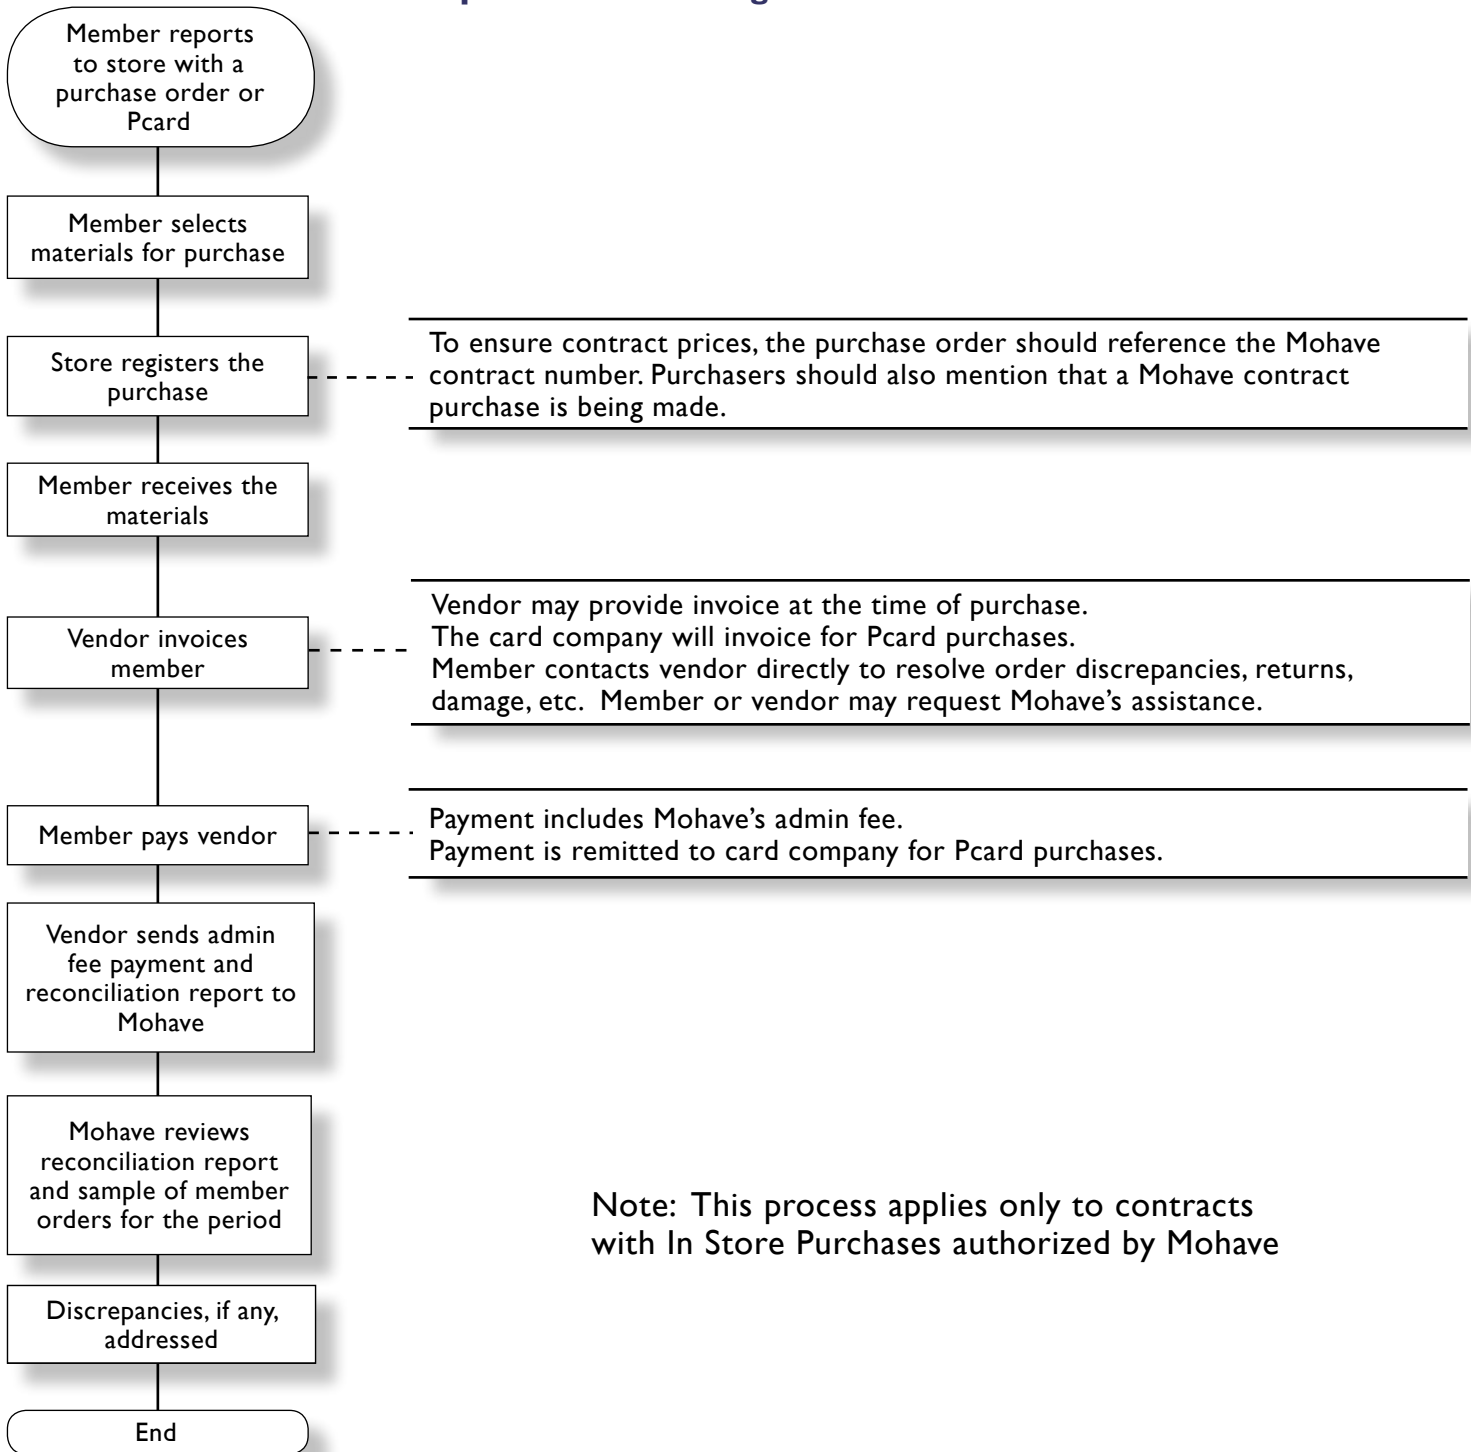 Member reports
to store with a
purchase order or
Pcard
Member selects
materials for purchase
Store registers the
purchase
To ensure contract prices, the purchase order should reference the Mohave
contract number. Purchasers should also mention that a Mohave contract
purchase is being made.
Member receives the
materials
Vendor invoices
member
Vendor may provide invoice at the time of purchase.
The card company will invoice for Pcard purchases.
Member contacts vendor directly to resolve order discrepancies, returns,
damage, etc.  Member or vendor may request Mohave's assistance.
Member pays vendor
Payment includes Mohave's admin fee.
Payment is remitted to card company for Pcard purchases.
Vendor sends admin
fee payment and
reconciliation report to
Mohave
Mohave reviews
reconciliation report
and sample of member
orders for the period
Note: This process applies only to contracts
with In Store Purchases authorized by Mohave
Discrepancies, if any,
addressed
End